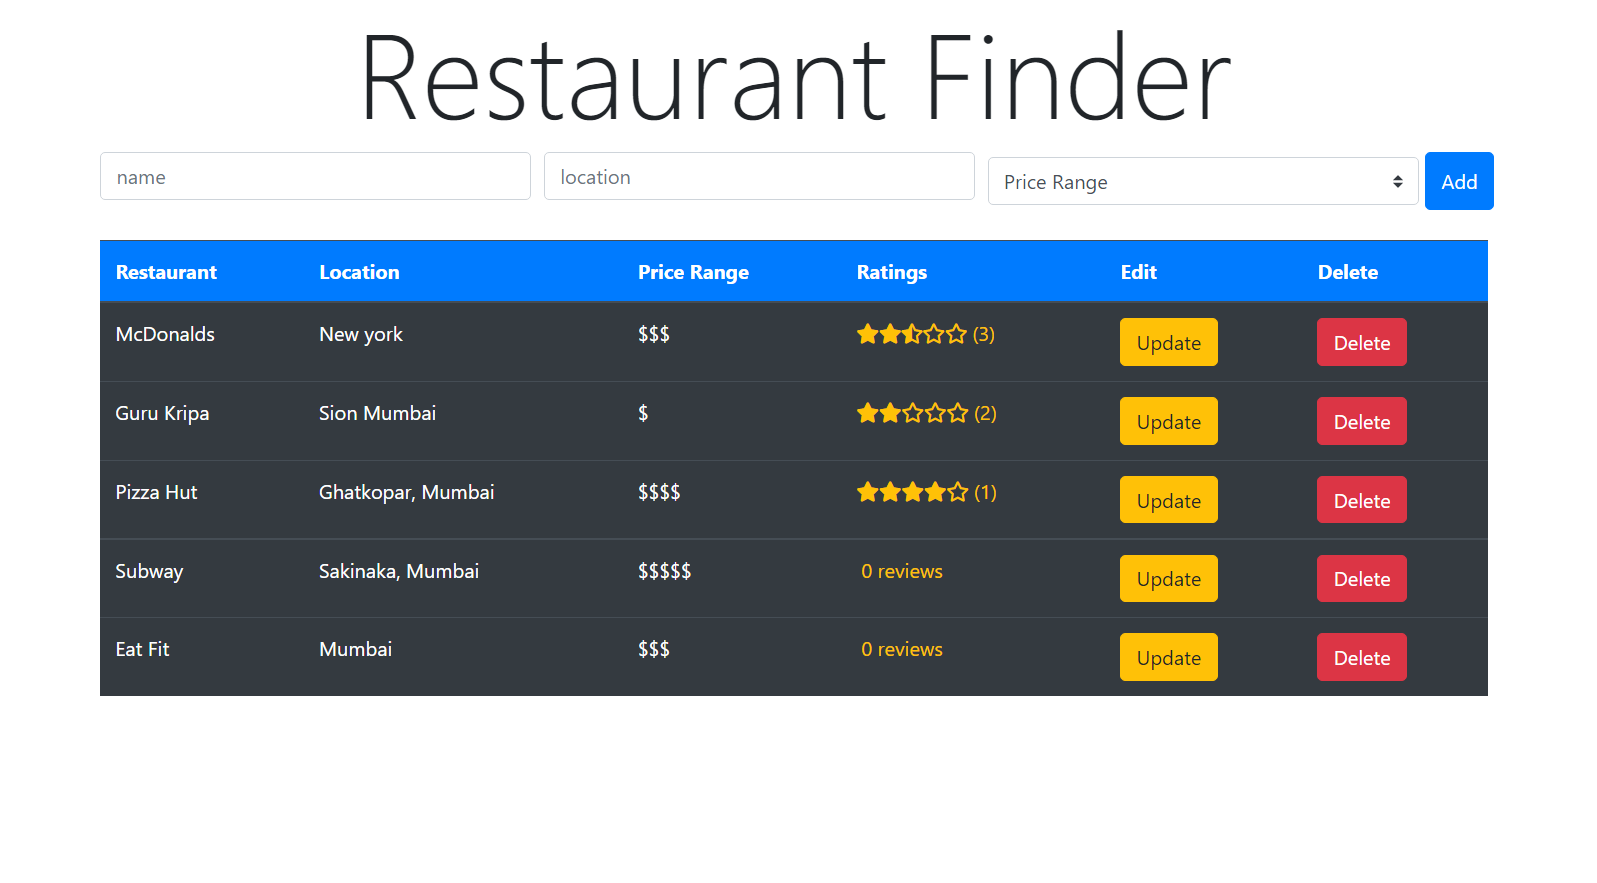 Restaurant Finder
name location Price Range Add
Restaurant Location Price Range Ratings Edit Delete
McDonalds New york $$$ (3) Update Delete
Guru Kripa Sion Mumbai $ (2) Update Delete
Pizza Hut Ghatkopar, Mumbai $$$$ (1) Update Delete
Subway Sakinaka, Mumbai $$$$$ 0 reviews Update Delete
Eat Fit Mumbai $$$ 0 reviews Update Delete